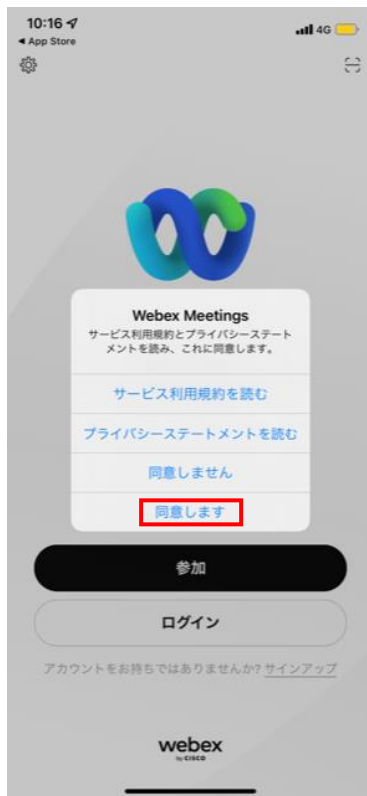 10:16
4G
◀ App Store
Webex Meetings
サービス利用規約とプライバシーステート
メントを読み、これに同意します。
サービス利用規約を読む
プライバシーステートメントを読む
同意しません
同意します
参加
ログイン
アカウントをお持ちではありませんか? サインアップ
webex
by CISCO